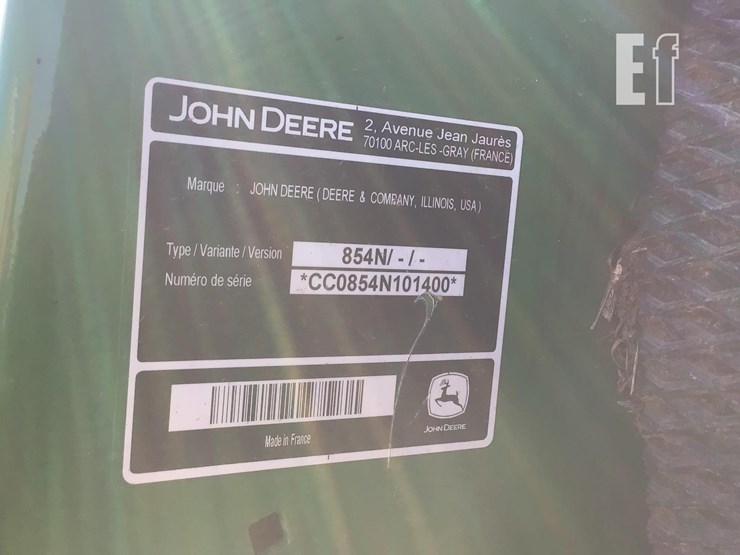 Ef
JOHN DEERE
2, Avenue Jean Jaurès
70100 ARC-LES-GRAY (FRANCE)
Marque : JOHN DEERE ( DEERE & COMPANY, ILLINOIS, USA )
Type / Variante / Version 854N/ - / -
Numéro de série *CC0854N101400*
Made in France
JOHN DEERE